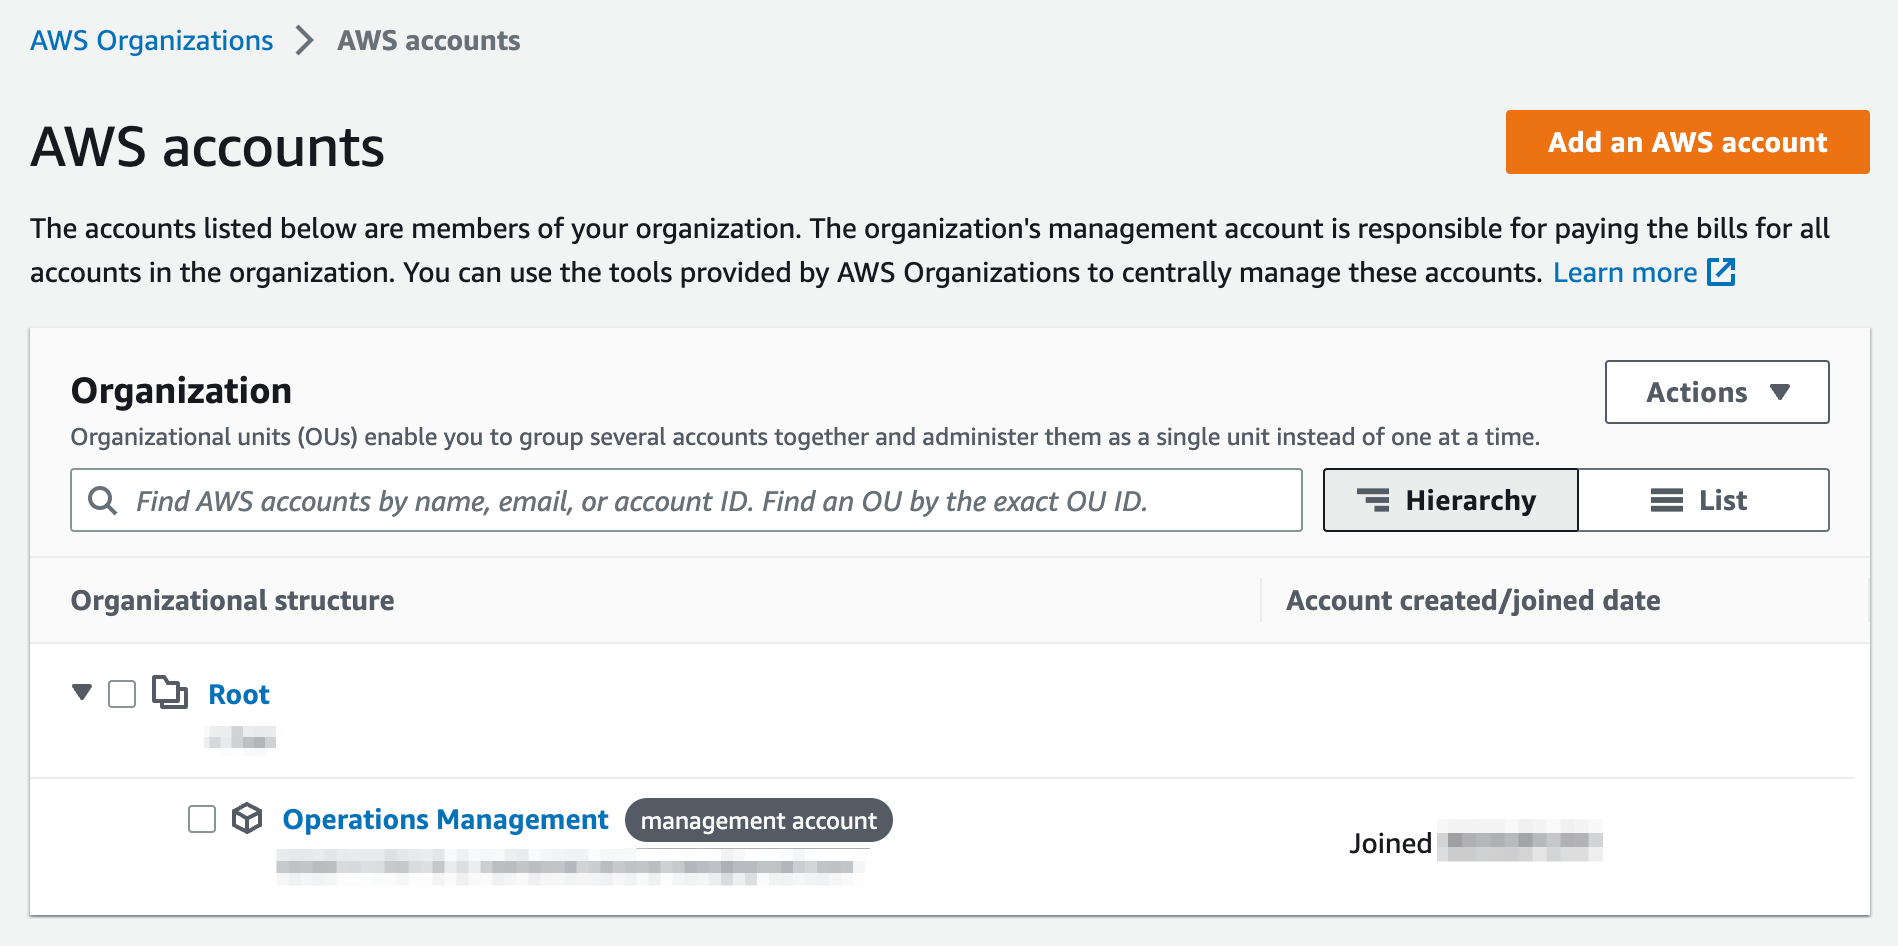 AWS Organizations > AWS accounts
AWS accounts
Add an AWS account
The accounts listed below are members of your organization. The organization's management account is responsible for paying the bills for all
accounts in the organization. You can use the tools provided by AWS Organizations to centrally manage these accounts. Learn more
Organization
Actions
Organizational units (OUs) enable you to group several accounts together and administer them as a single unit instead of one at a time.
Find AWS accounts by name, email, or account ID. Find an OU by the exact OU ID.
Hierarchy
List
Organizational structure
Account created/joined date
Root
Operations Management
management account
Joined